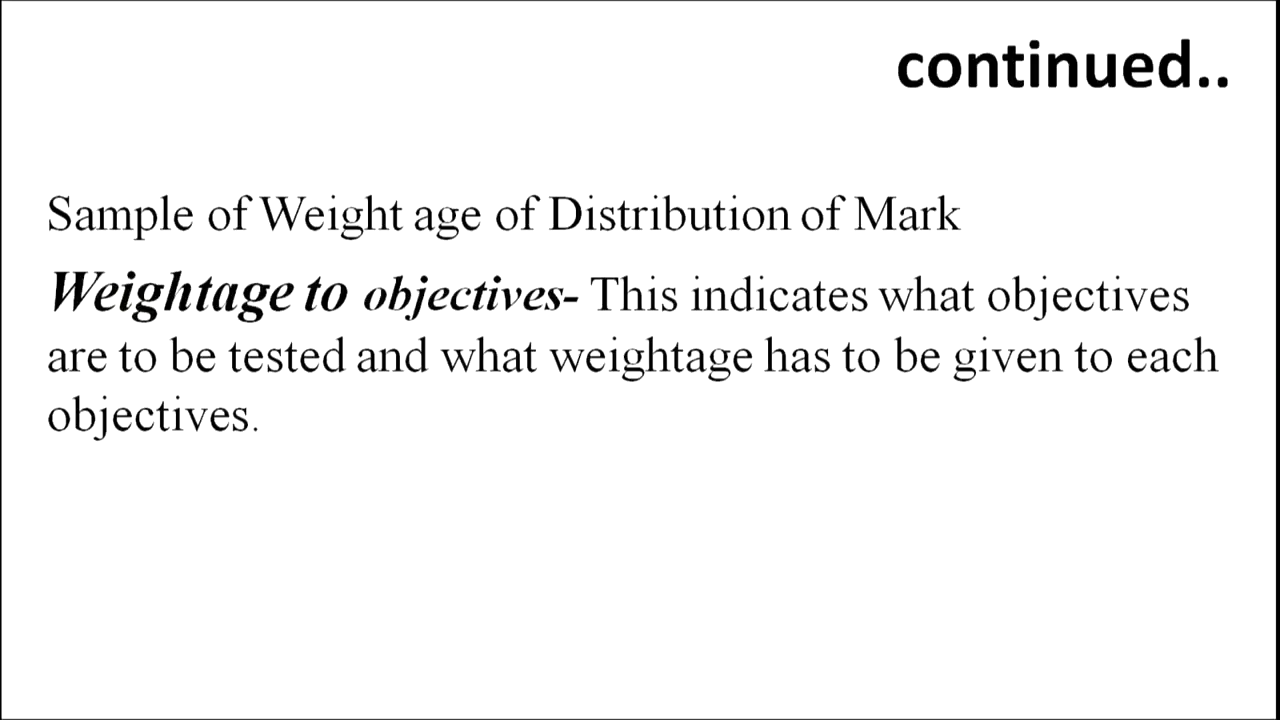 continued..
Sample of Weight age of Distribution of Mark
Weightage to objectives- This indicates what objectives
are to be tested and what weightage has to be given to each
objectives.